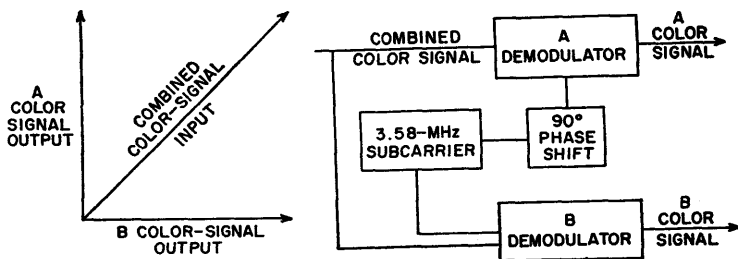 A
COLOR
SIGNAL
OUTPUT
COMBINED
COLOR-SIGNAL
INPUT
B COLOR-SIGNAL
OUTPUT
COMBINED
COLOR SIGNAL
A
DEMODULATOR
A
COLOR
SIGNAL
3.58-MHz
SUBCARRIER
90°
PHASE
SHIFT
B
DEMODULATOR
B
COLOR
SIGNAL